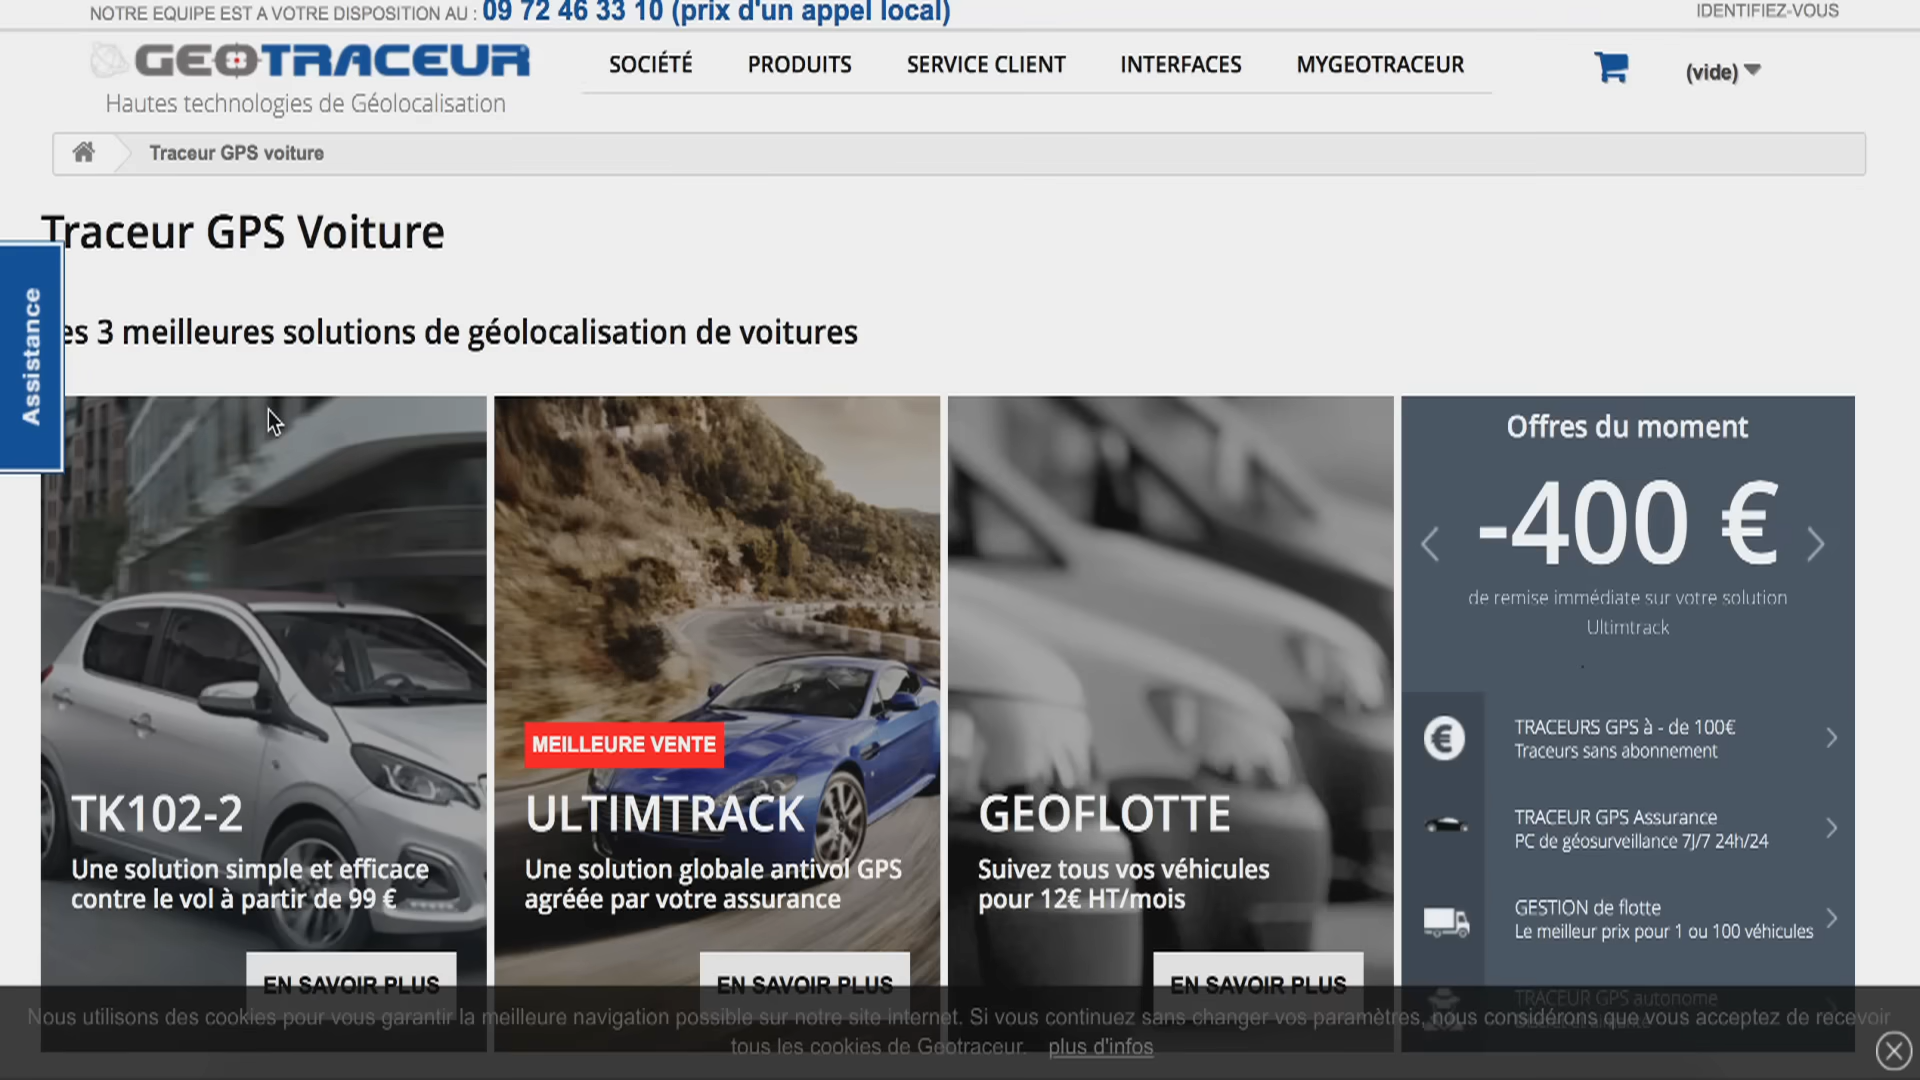 NOTRE EQUIPE EST A VOTRE DISPOSITION AU : 09 72 46 33 10 (prix d'un appel local)
IDENTIFIEZ-VOUS
GEOTRACEUR
Hautes technologies de Géolocalisation
SOCIÉTÉ PRODUITS SERVICE CLIENT INTERFACES MYGEOTRACEUR
(vide)
Traceur GPS voiture
Traceur GPS Voiture
Assistance
es 3 meilleures solutions de géolocalisation de voitures
TK102-2
Une solution simple et efficace
contre le vol à partir de 99 €
EN SAVOIR PLUS
MEILLEURE VENTE
ULTIMTRACK
Une solution globale antivol GPS
agréée par votre assurance
EN SAVOIR PLUS
GEOFLOTTE
Suivez tous vos véhicules
pour 12€ HT/mois
EN SAVOIR PLUS
Offres du moment
-400 €
de remise immédiate sur votre solution
Ultimtrack
TRACEURS GPS à - de 100€
Traceurs sans abonnement
TRACEUR GPS Assurance
PC de géosurveillance 7J/7 24h/24
GESTION de flotte
Le meilleur prix pour 1 ou 100 véhicules
TRACEUR GPS autonome
Nous utilisons des cookies pour vous garantir la meilleure navigation possible sur notre site internet. Si vous continuez sans changer vos paramètres, nous considérons que vous acceptez de recevoir
tous les cookies de Geotraceur. plus d'infos